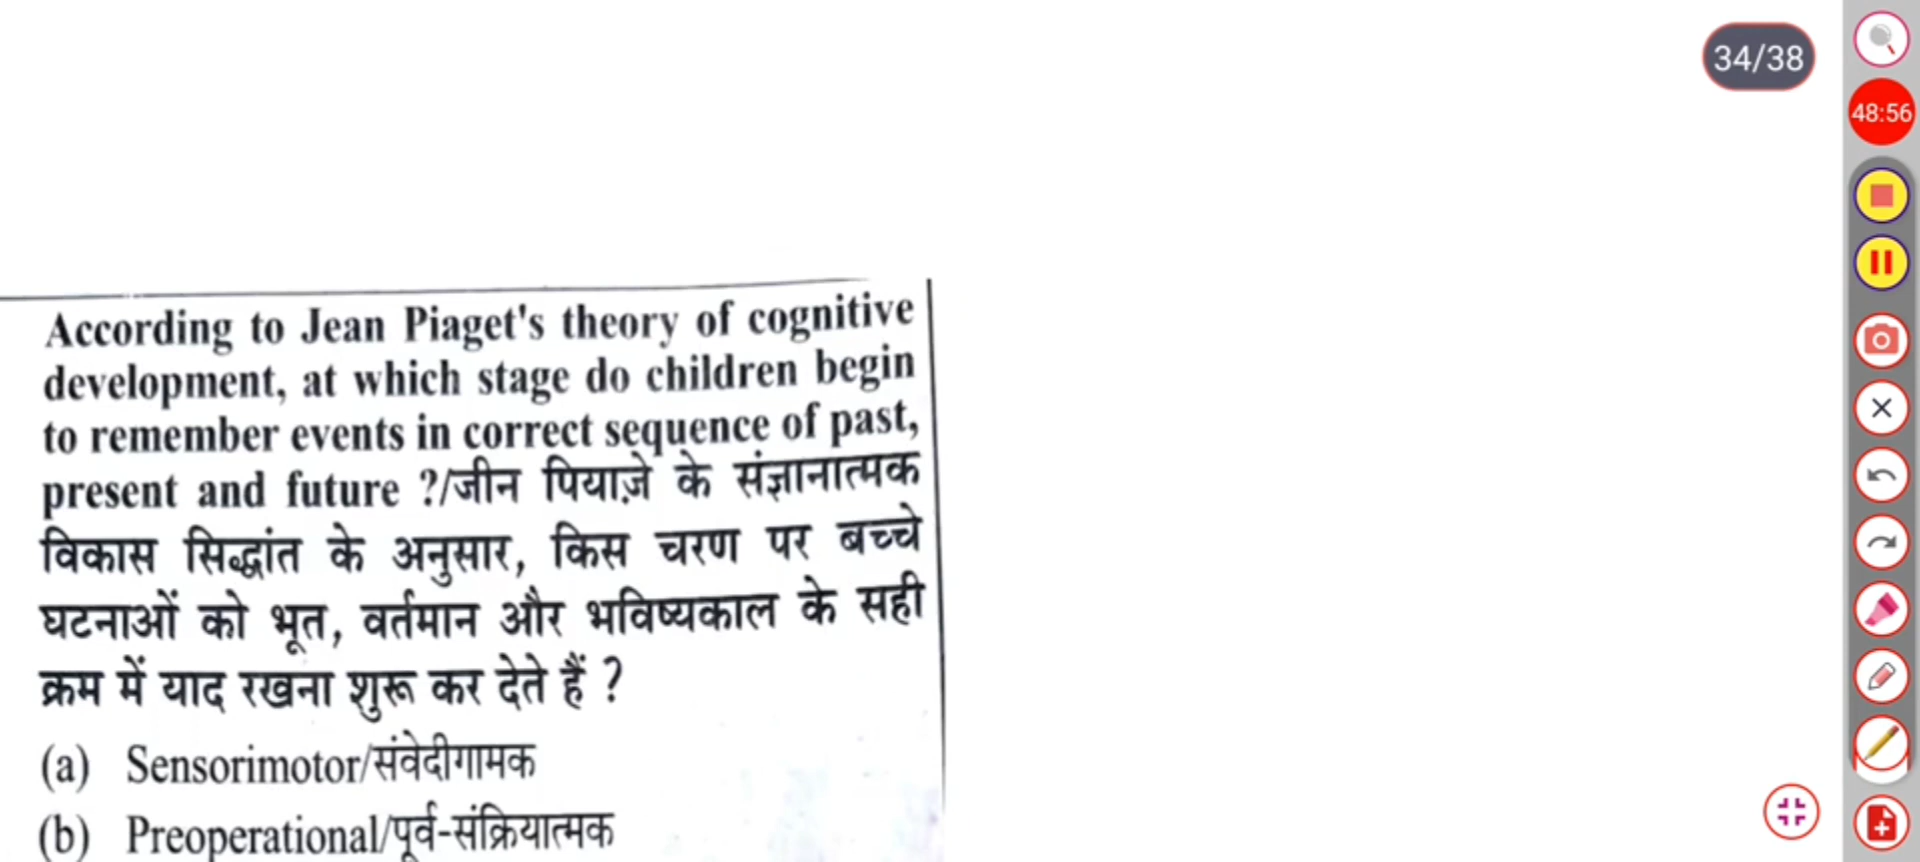 34/38
48:56
According to Jean Piaget's theory of cognitive
development, at which stage do children begin
to remember events in correct sequence of past,
present and future ?/जीन पियाज़े के संज्ञानात्मक
विकास सिद्धांत के अनुसार, किस चरण पर बच्चे
घटनाओं को भूत, वर्तमान और भविष्यकाल के सही
क्रम में याद रखना शुरू कर देते हैं ?
(a) Sensorimotor/संवेदीगामक
(b) Preoperational/पूर्व-संक्रियात्मक